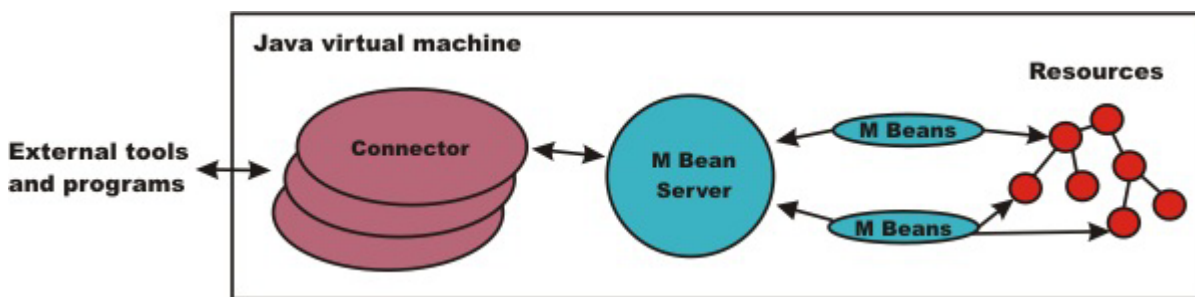 Java virtual machine
Resources
External tools
and programs
Connector
M Bean
Server
M Beans
M Beans